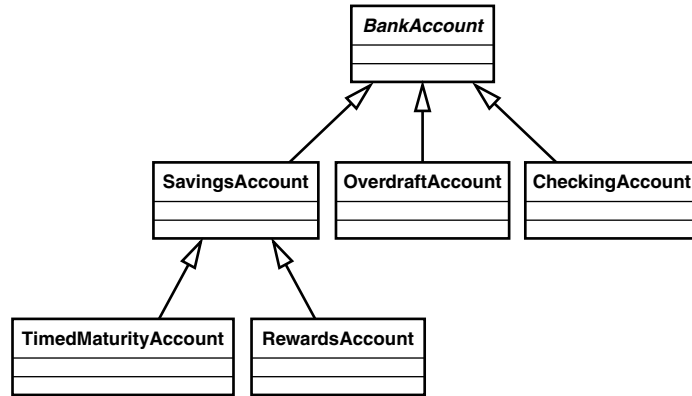 BankAccount
SavingsAccount
OverdraftAccount
CheckingAccount
TimedMaturityAccount
RewardsAccount